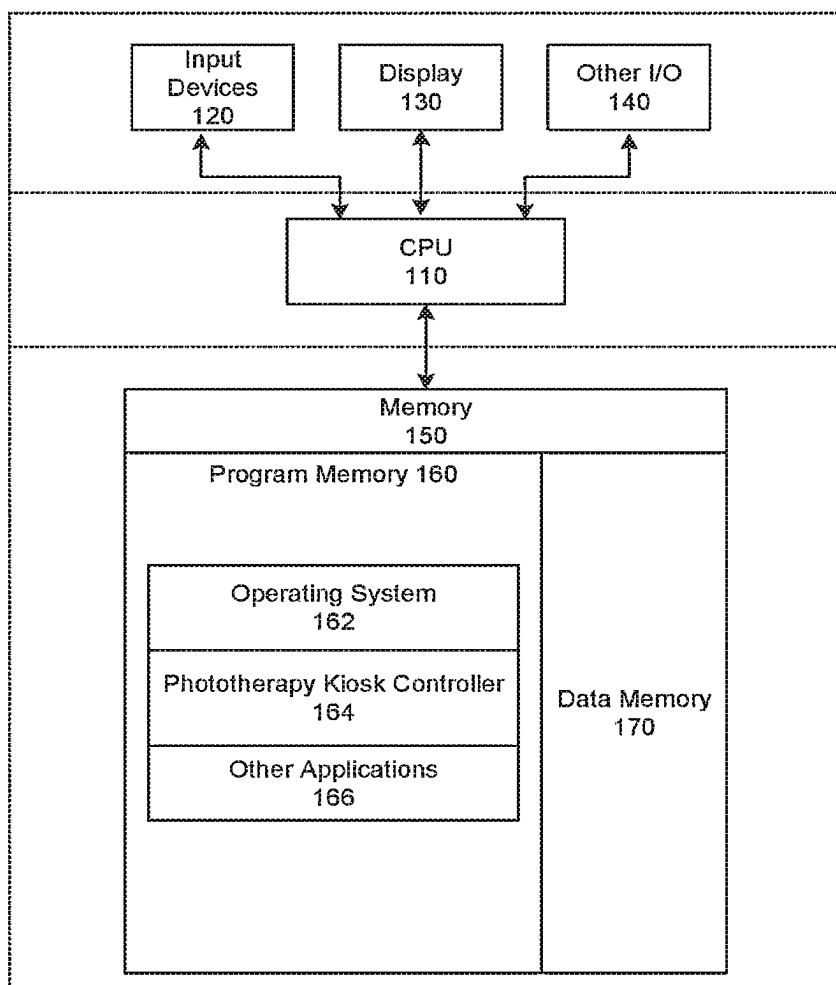 Input
Devices
120
Display
130
Other I/O
140
CPU
110
Memory
150
Program Memory 160
Operating System
162
Phototherapy Kiosk Controller
164
Other Applications
166
Data Memory
170